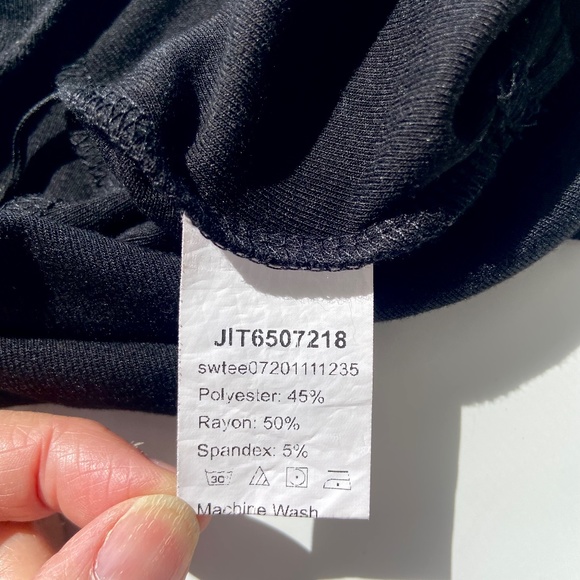 JIT6507218
swtee07201111235
Polyester: 45%
Rayon: 50%
Spandex: 5%
30
Machine Wash